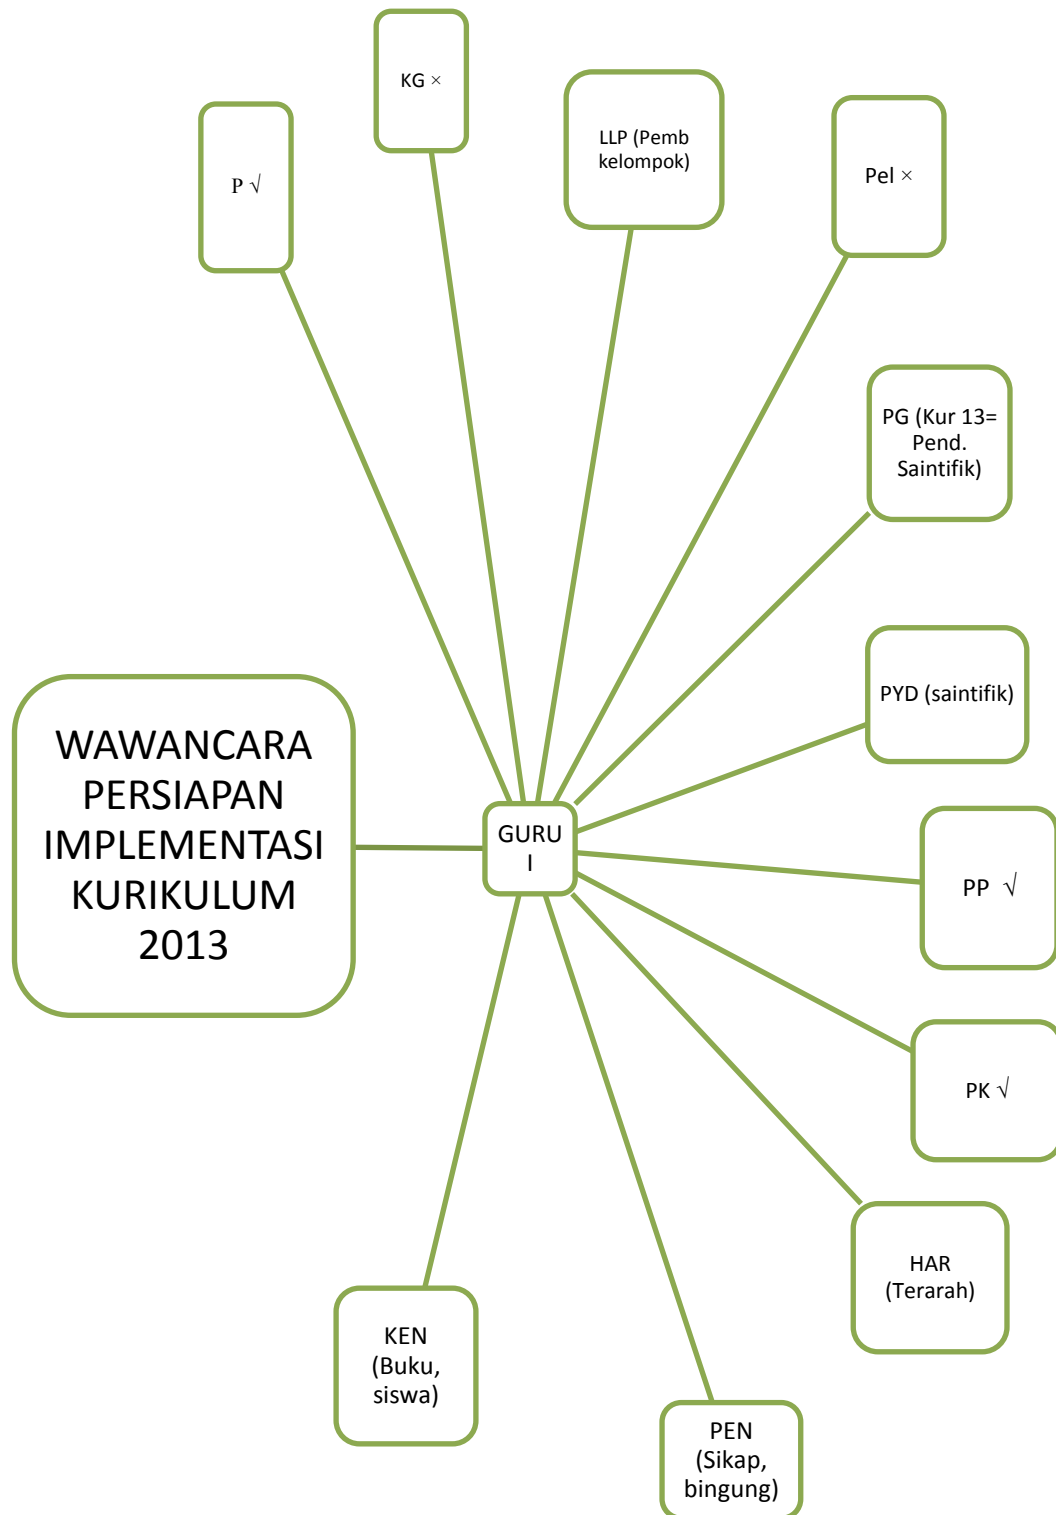 KG ×
P √
LLP (Pemb
kelompok)
Pel ×
PG (Kur 13=
Pend.
Saintifik)
PYD (saintifik)
WAWANCARA
PERSIAPAN
IMPLEMENTASI
KURIKULUM
2013
GURU
I
PP √
PK √
HAR
(Terarah)
KEN
(Buku,
siswa)
PEN
(Sikap,
bingung)